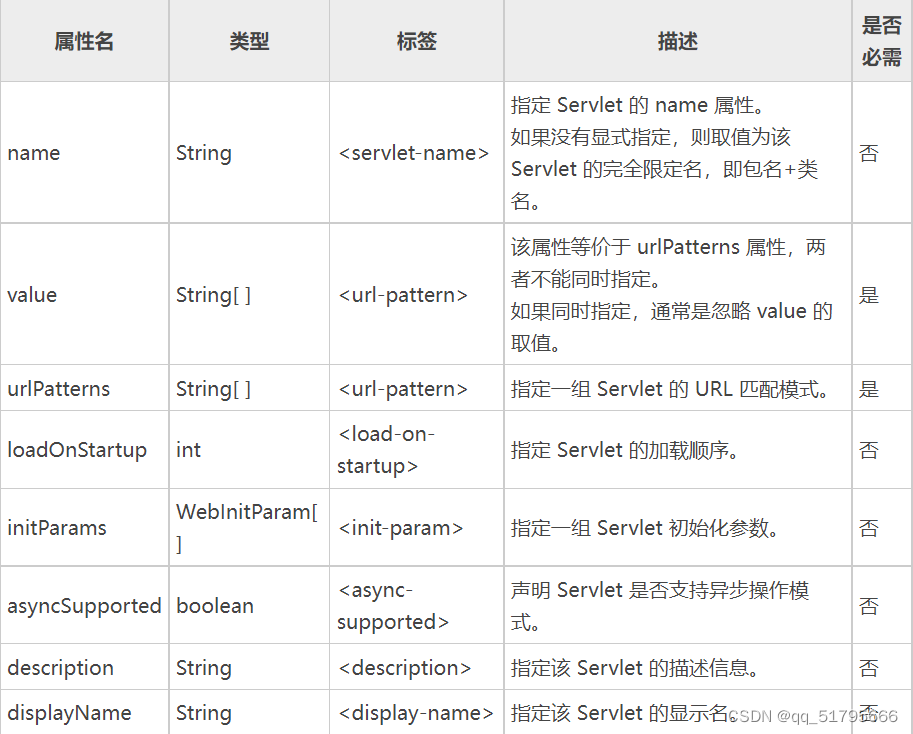 属性名 类型 标签 描述 是否
必需
name String <servlet-name> 指定 Servlet 的 name 属性。
如果没有显式指定，则取值为该
Servlet 的完全限定名，即包名+类
名。 否
value String[ ] <url-pattern> 该属性等价于 urlPatterns 属性，两
者不能同时指定。
如果同时指定，通常是忽略 value 的
取值。 是
urlPatterns String[ ] <url-pattern> 指定一组 Servlet 的 URL 匹配模式。 是
loadOnStartup int <load-on-
startup> 指定 Servlet 的加载顺序。 否
initParams WebInitParam[
] <init-param> 指定一组 Servlet 初始化参数。 否
asyncSupported boolean <async-
supported> 声明 Servlet 是否支持异步操作模
式。 否
description String <description> 指定该 Servlet 的描述信息。 否
displayName String <display-name> 指定该 Servlet 的显示名。 否
CSDN @qq_51795666